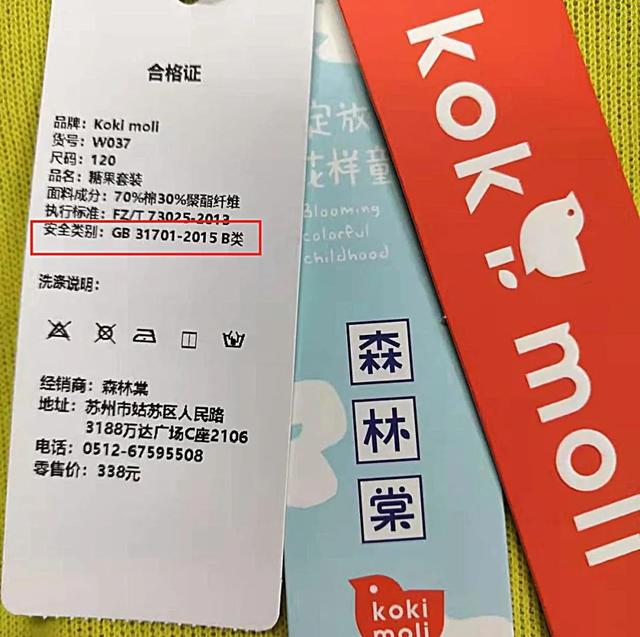 合格证
品牌：Koki moli
货号：W037
尺码：120
品名：糖果套装
面料成分：70%棉30%聚酯纤维
执行标准：FZ/T 73025-2013
安全类别：GB 31701-2015 B类
洗涤说明：
经销商：森林棠
地址：苏州市姑苏区人民路
3188万达广场C座2106
电话：0512-67595508
零售价：338元
定放
花样童
Blooming
colorful
childhood
森
林
棠
koki
moli
koki
moli